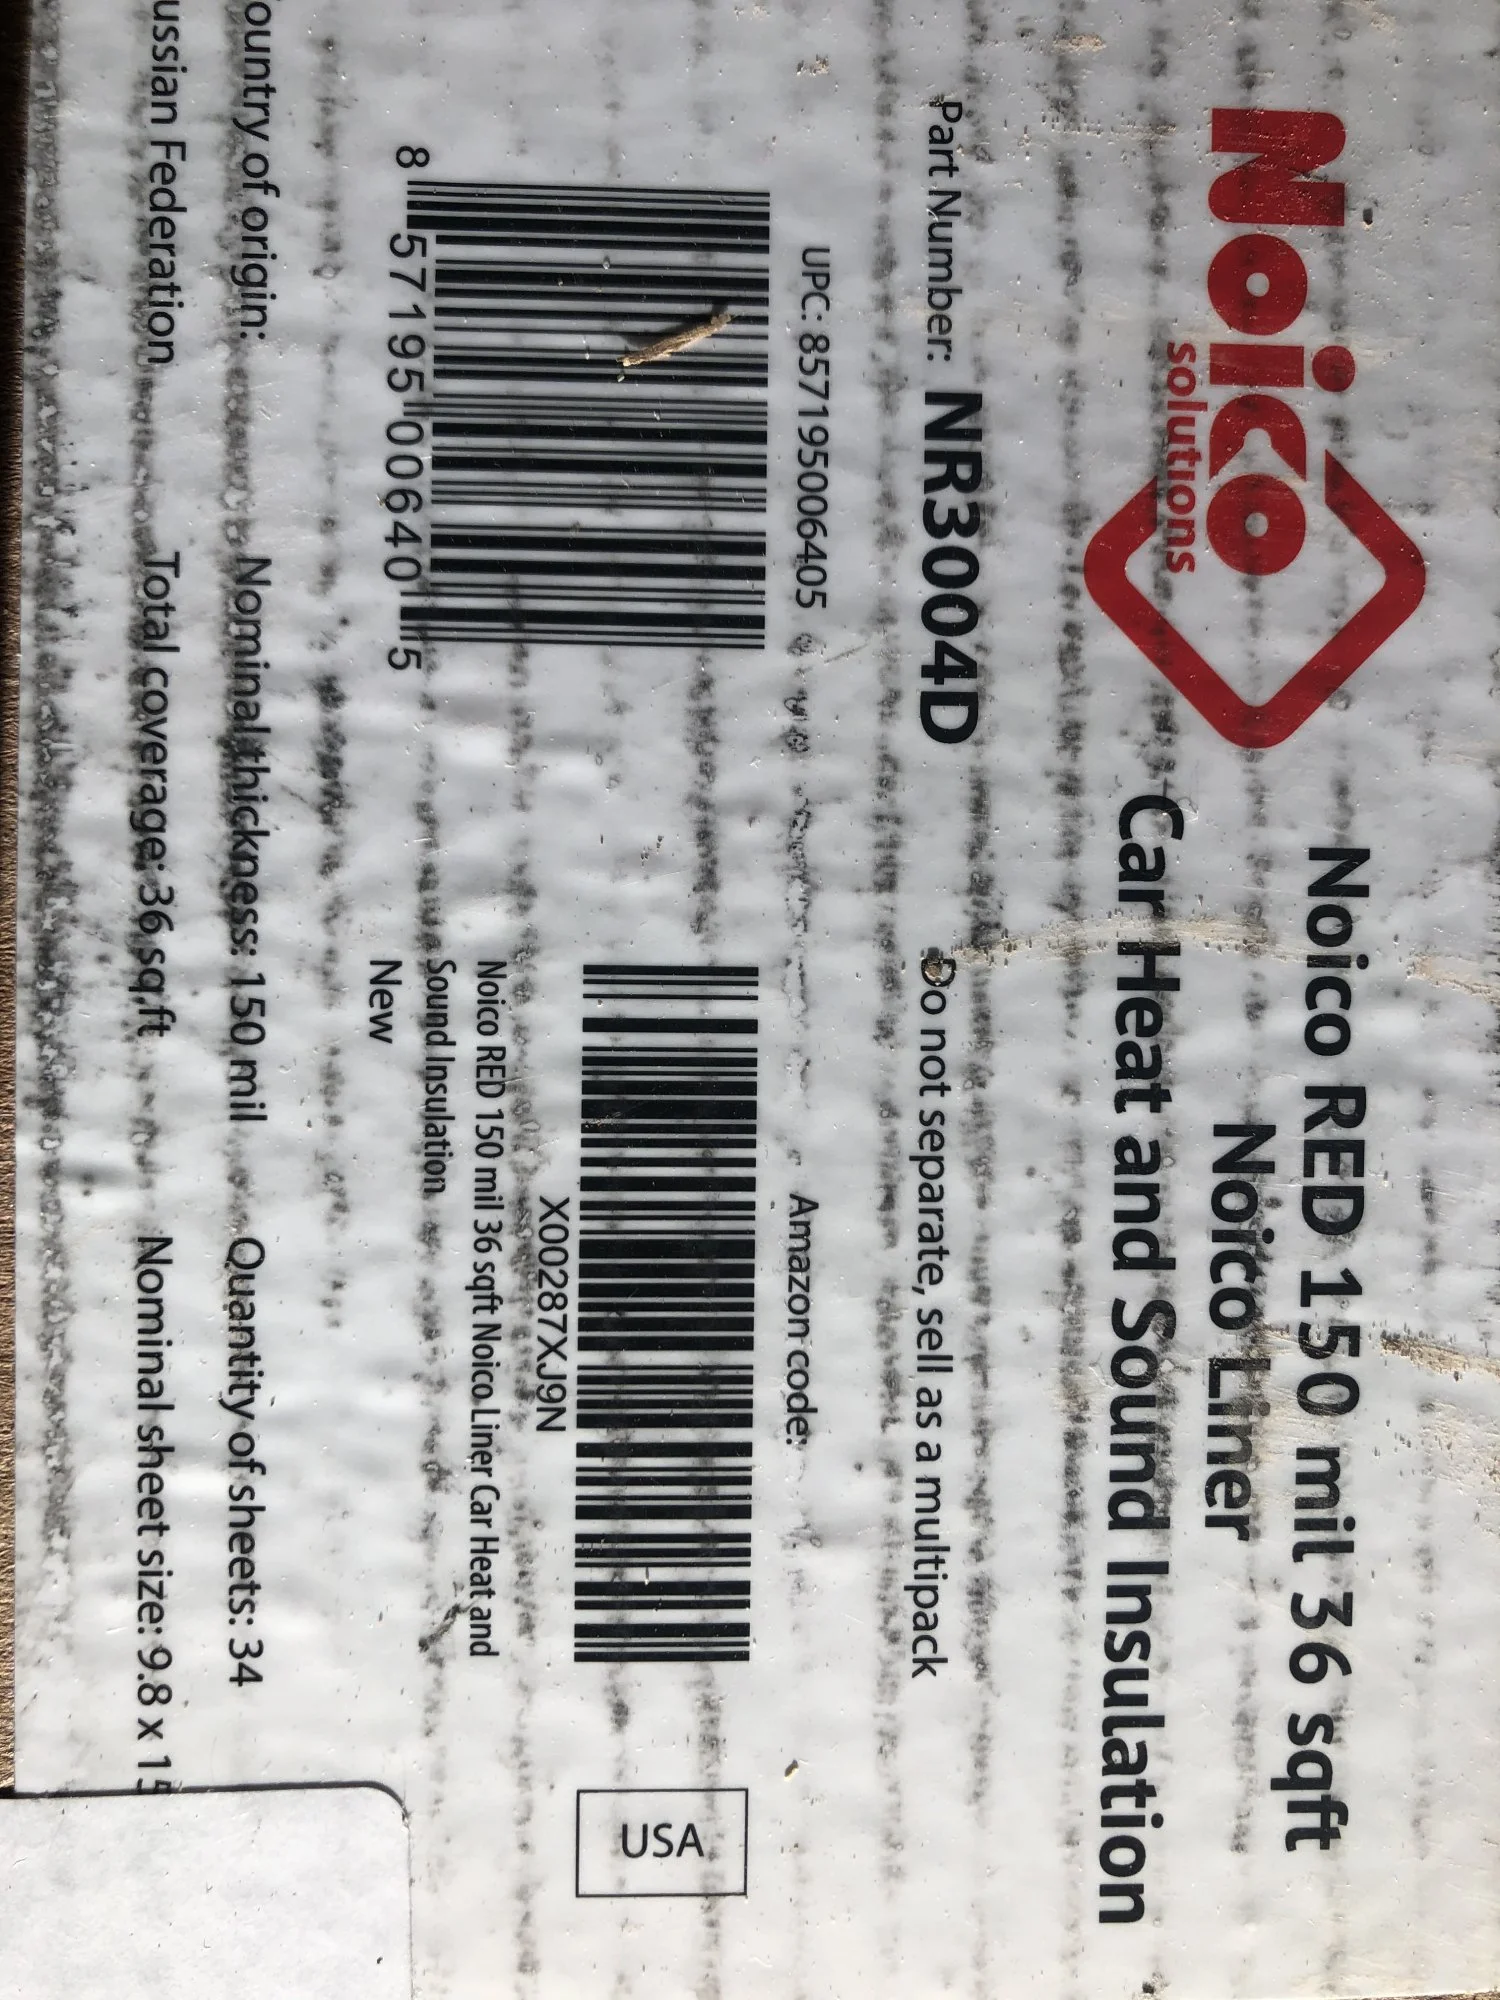 Noico
solutions
Noico RED 150 mil 36 sqft
Noico Liner
Car Heat and Sound Insulation
Part Number: NR3004D
Do not separate, sell as a multipack
UPC: 857195006405
8 57195 00640 5
Amazon code:
X00287XJ9N
Noico RED 150 mil 36 sqft Noico Liner Car Heat and
Sound Insulation
New
USA
ountry of origin:
ussian Federation
Nominal thickness: 150 mil
Total coverage: 36 sq.ft
Quantity of sheets: 34
Nominal sheet size: 9.8 x 15